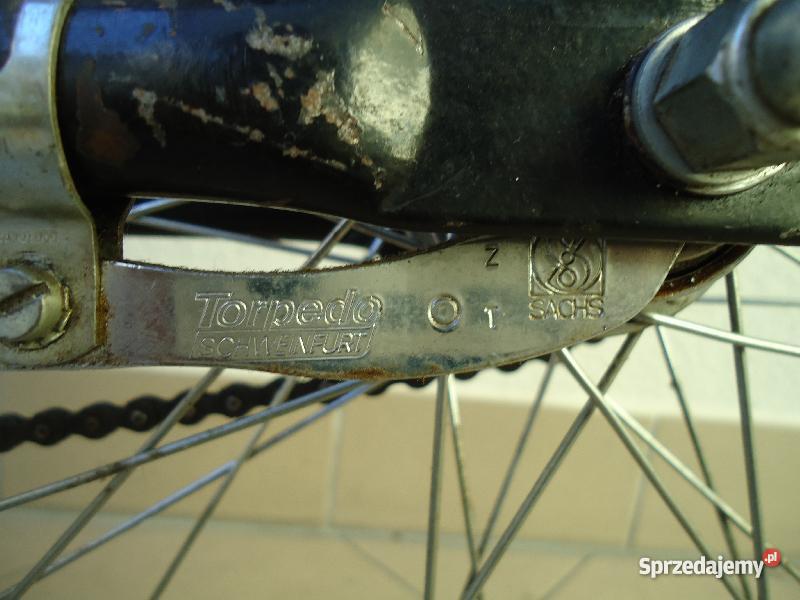 Torpedo
SCHWEINFURT
O
Z
T
SACHS
Sprzedajemy.pl